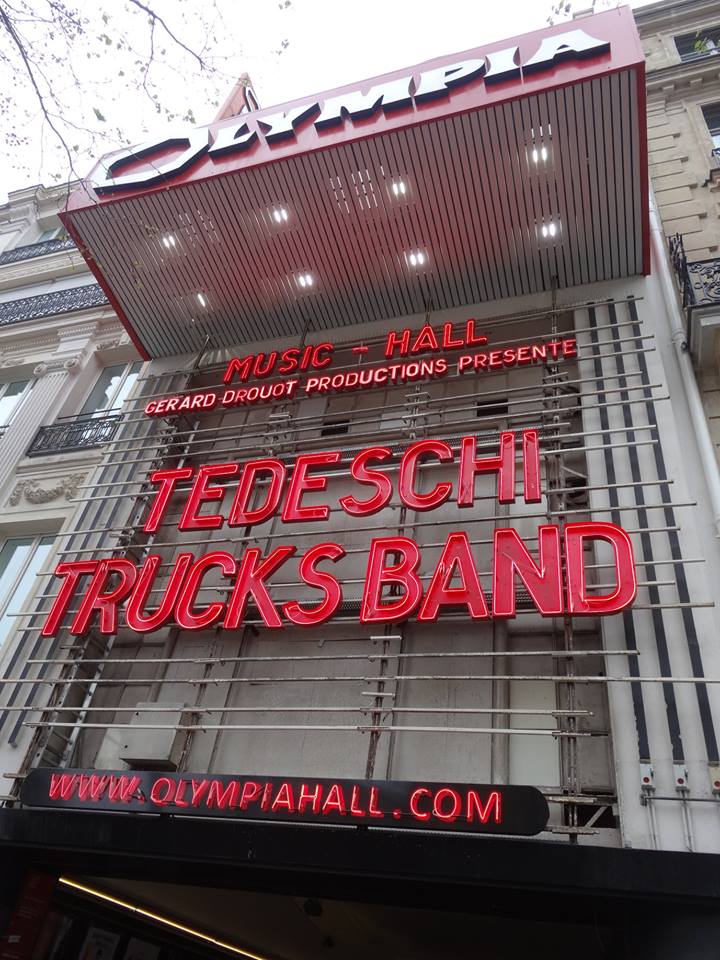 OLYMPIA
MUSIC - HALL
GERARD DROUOT PRODUCTIONS PRESENTE
TEDESCHI
TRUCKS BAND
WWW.OLYMPIAHALL.COM